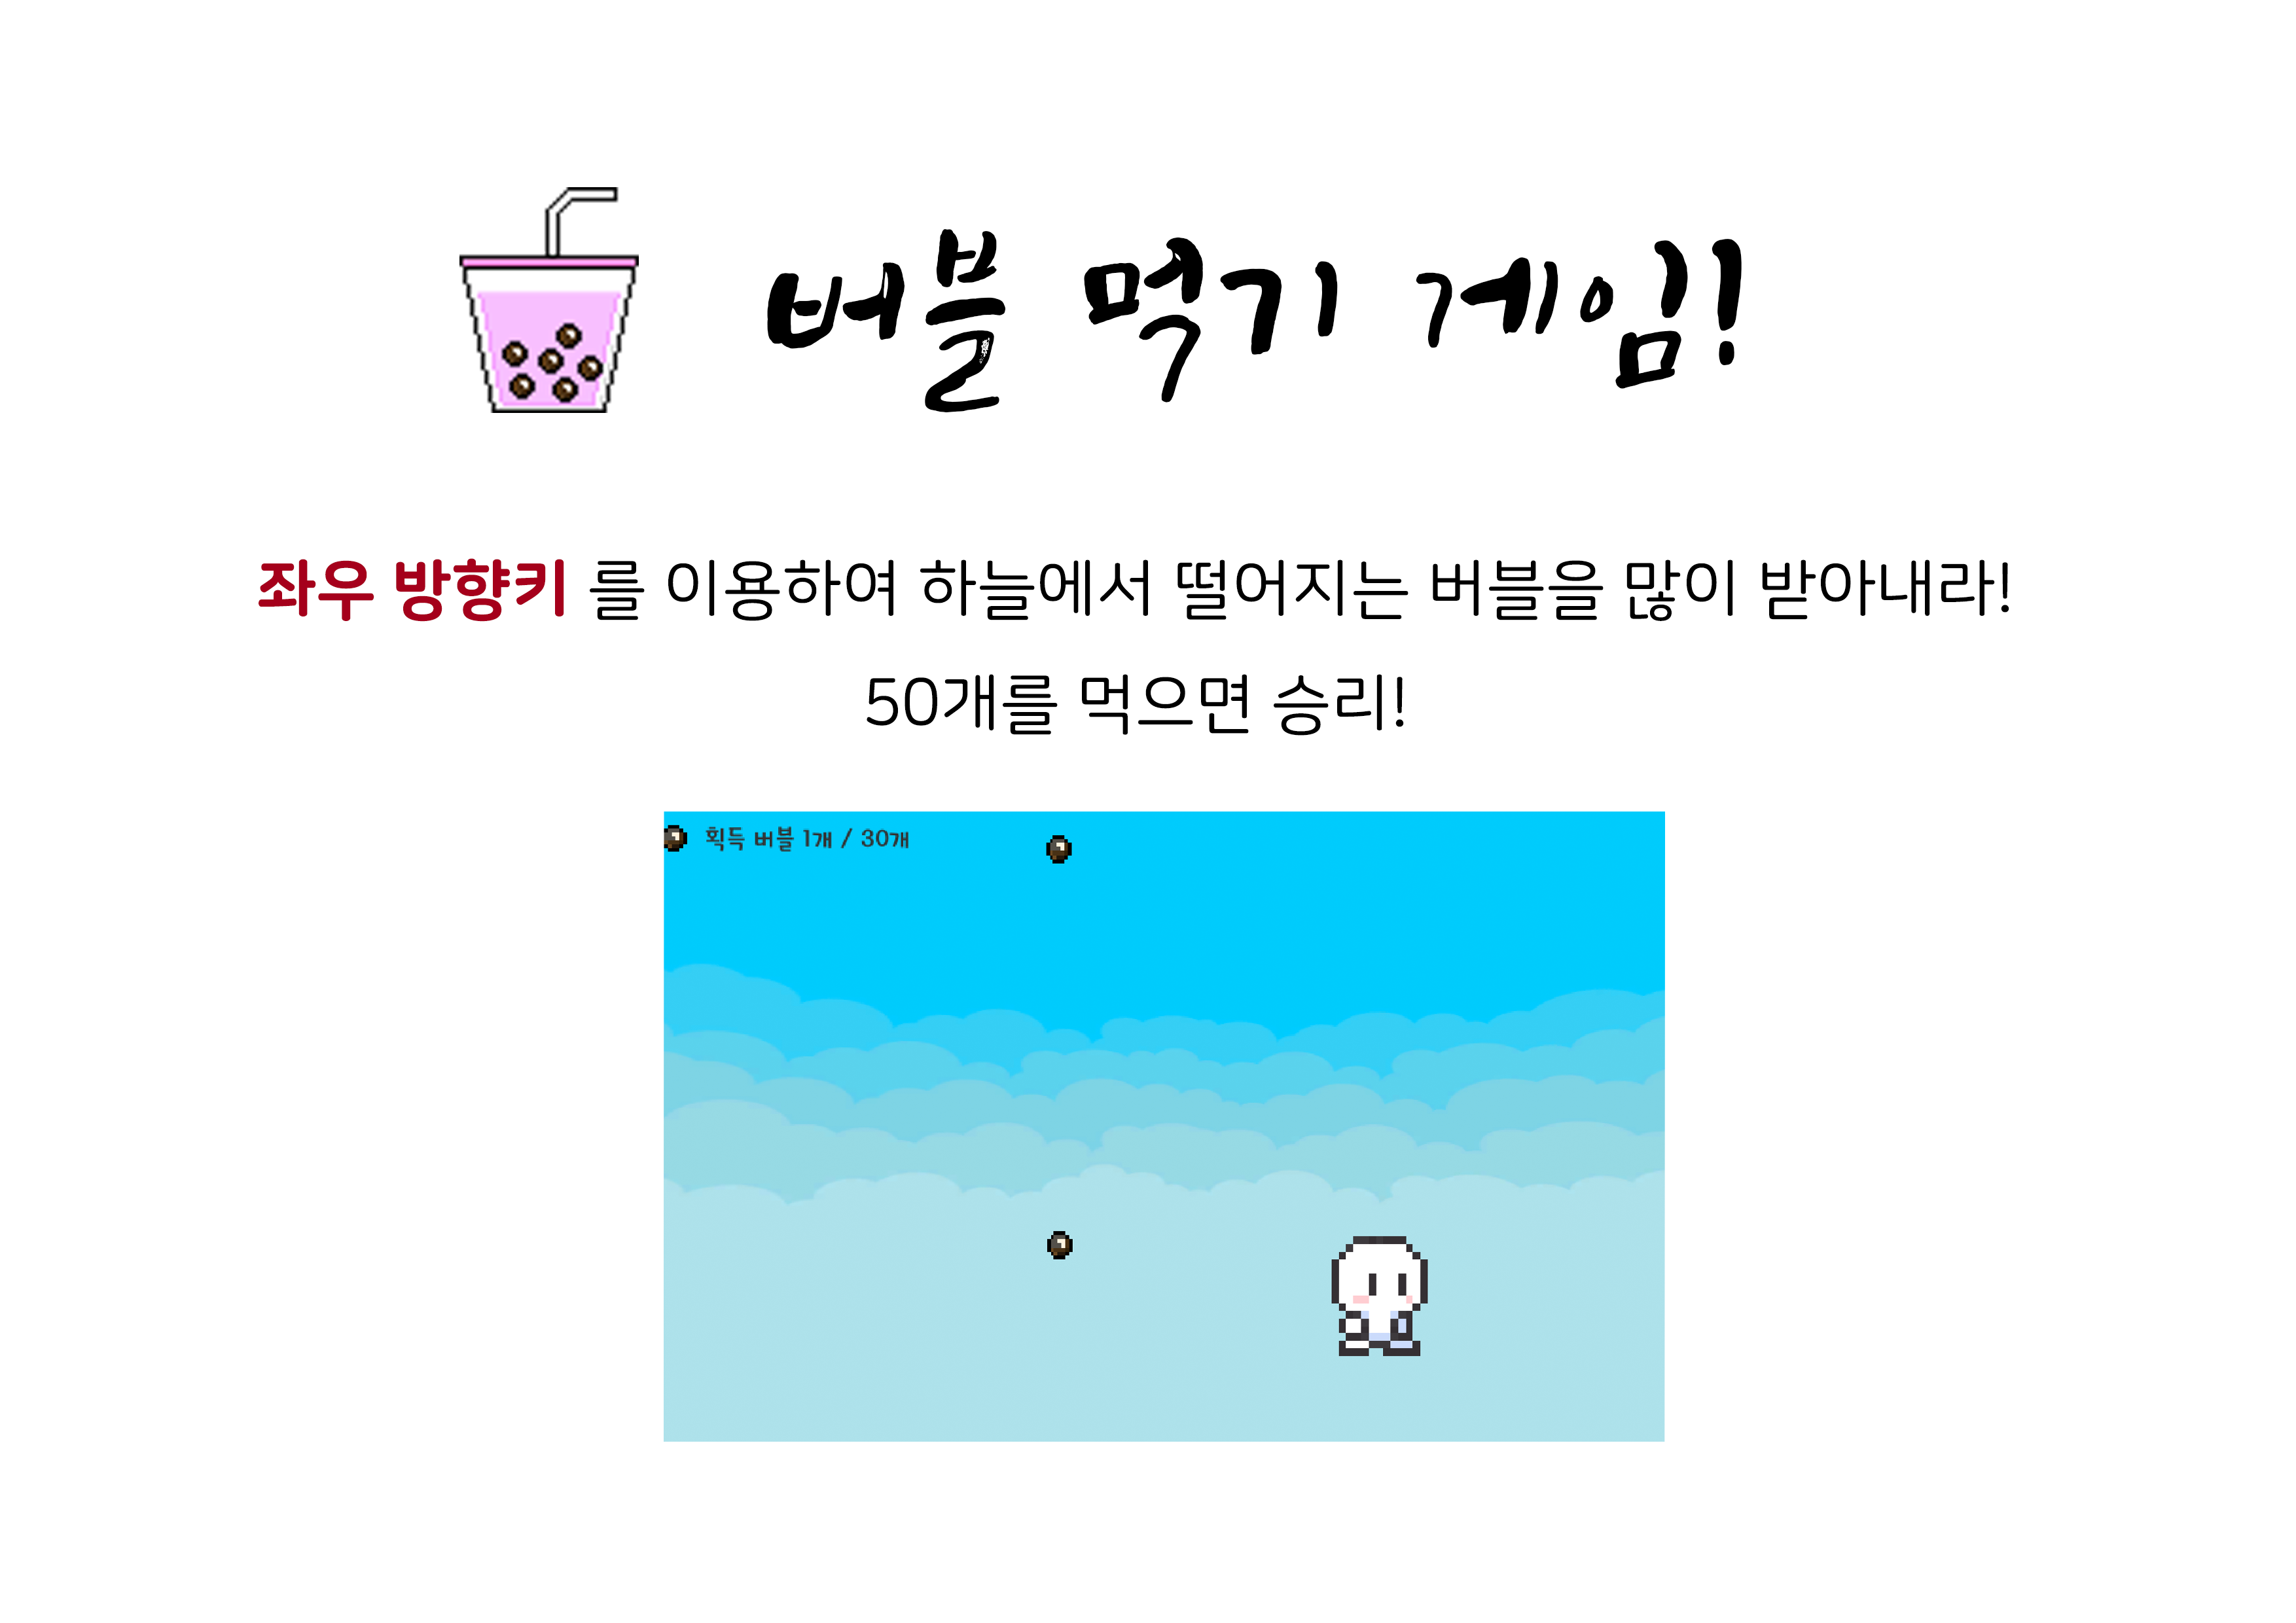 버블 먹기 게임!
좌우 방향기 를 이용하여 하늘에서 떨어지는 버블을 많이 받아내라!
50개를 먹으면 승리!
획득 버블 1개 / 30개